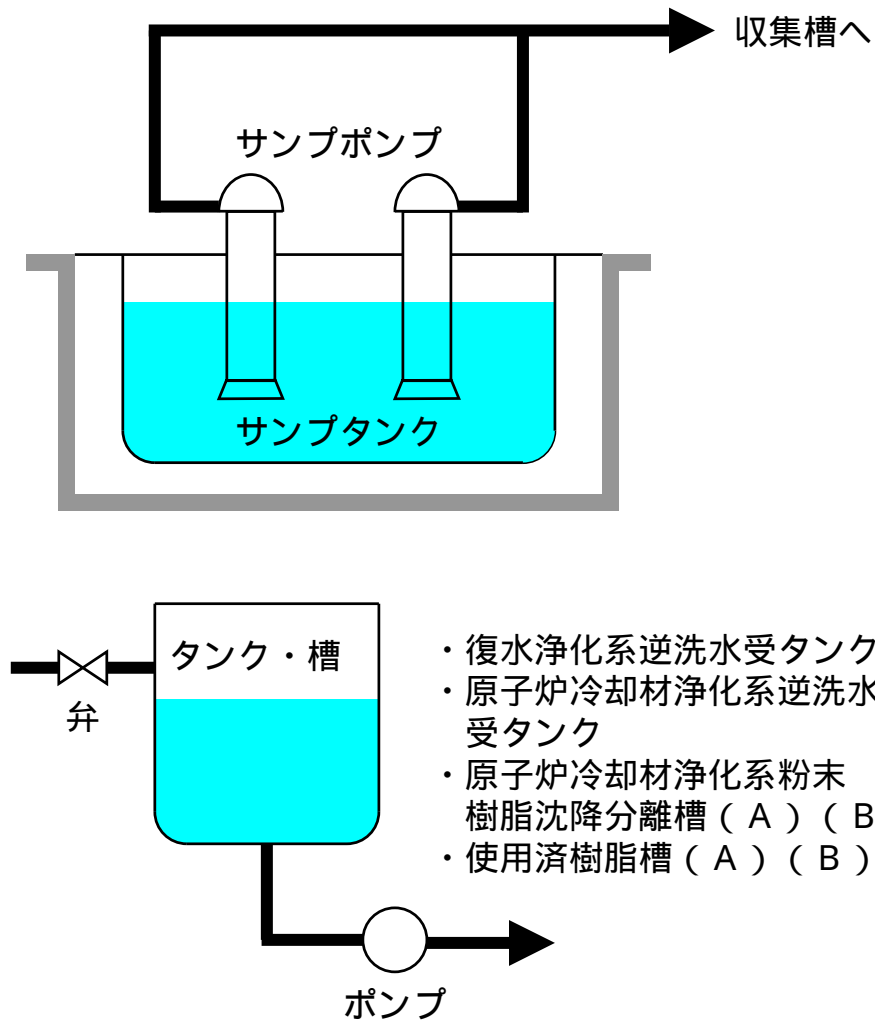 収集槽へ
サンプポンプ
サンプタンク
タンク・槽
弁
・復水浄化系逆洗水受タンク
・原子炉冷却材浄化系逆洗水
受タンク
・原子炉冷却材浄化系粉末
樹脂沈降分離槽（Ａ）（Ｂ
・使用済樹脂槽（Ａ）（Ｂ）
ポンプ